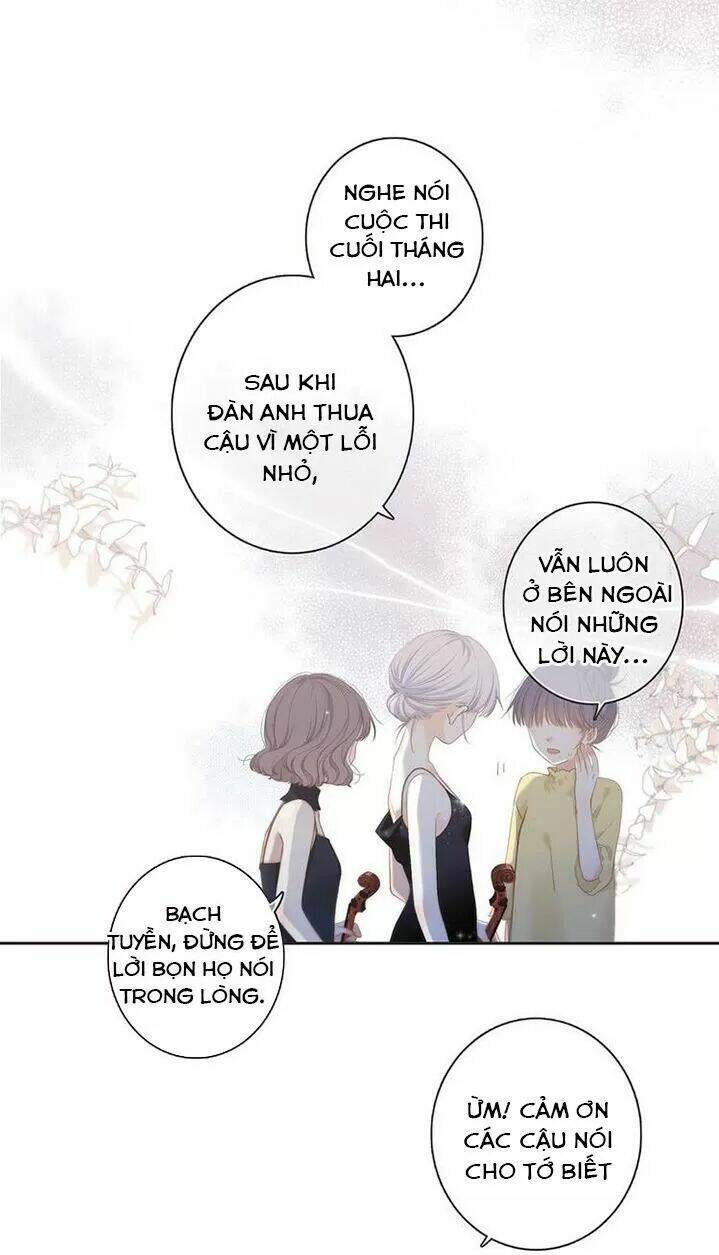 NGHE NÓI
CUỘC THI
CUỐI THÁNG
HAI...
SAU KHI
ĐÀN ANH THUA
CẬU VÌ MỘT LỖI
NHỎ,
VẪN LUÔN
Ở BÊN NGOÀI
NÓI NHỮNG
LỜI NÀY...
BẠCH
TUYỀN, ĐỪNG ĐỂ
LỜI BỌN HỌ NÓI
TRONG LÒNG.
ỪM! CẢM ƠN
CÁC CẬU NÓI
CHO TỚ BIẾT